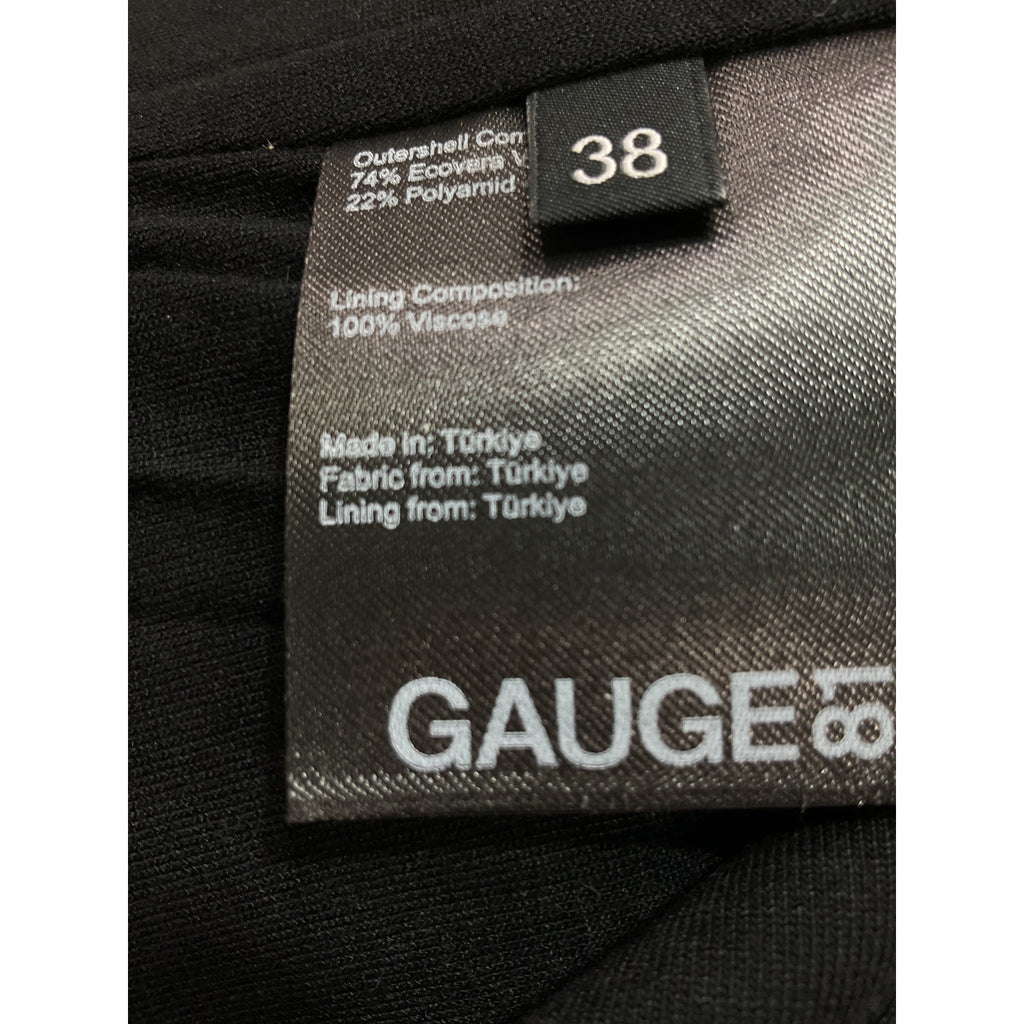 38
Outershell Com
74% Ecovera V
22% Polyamid
Lining Composition:
100% Viscose
Made in: Türkiye
Fabric from: Türkiye
Lining from: Türkiye
GAUGE81